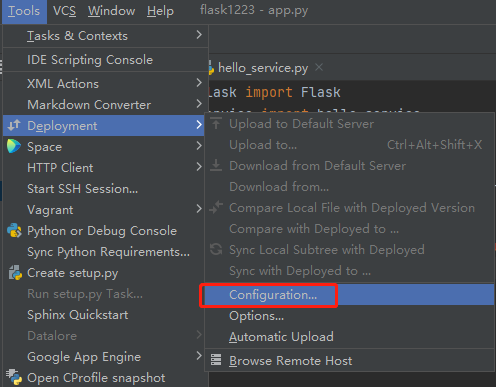 Tools VCS Window Help flask1223 - app.py
Tasks & Contexts
IDE Scripting Console
XML Actions
Markdown Converter
Deployment
Space
HTTP Client
Start SSH Session...
Vagrant
Python or Debug Console
Sync Python Requirements...
Create setup.py
Run setup.py Task...
Sphinx Quickstart
Datalore
Google App Engine
Open CProfile snapshot
hello_service.py
import Flask
import
Upload to Default Server
Upload to... Ctrl+Alt+Shift+X
Download from Default Server
Download from...
Compare Local File with Deployed Version
Compare with Deployed to ...
Sync Local Subtree with Deployed
Sync with Deployed to ...
Configuration...
Options...
Automatic Upload
Browse Remote Host